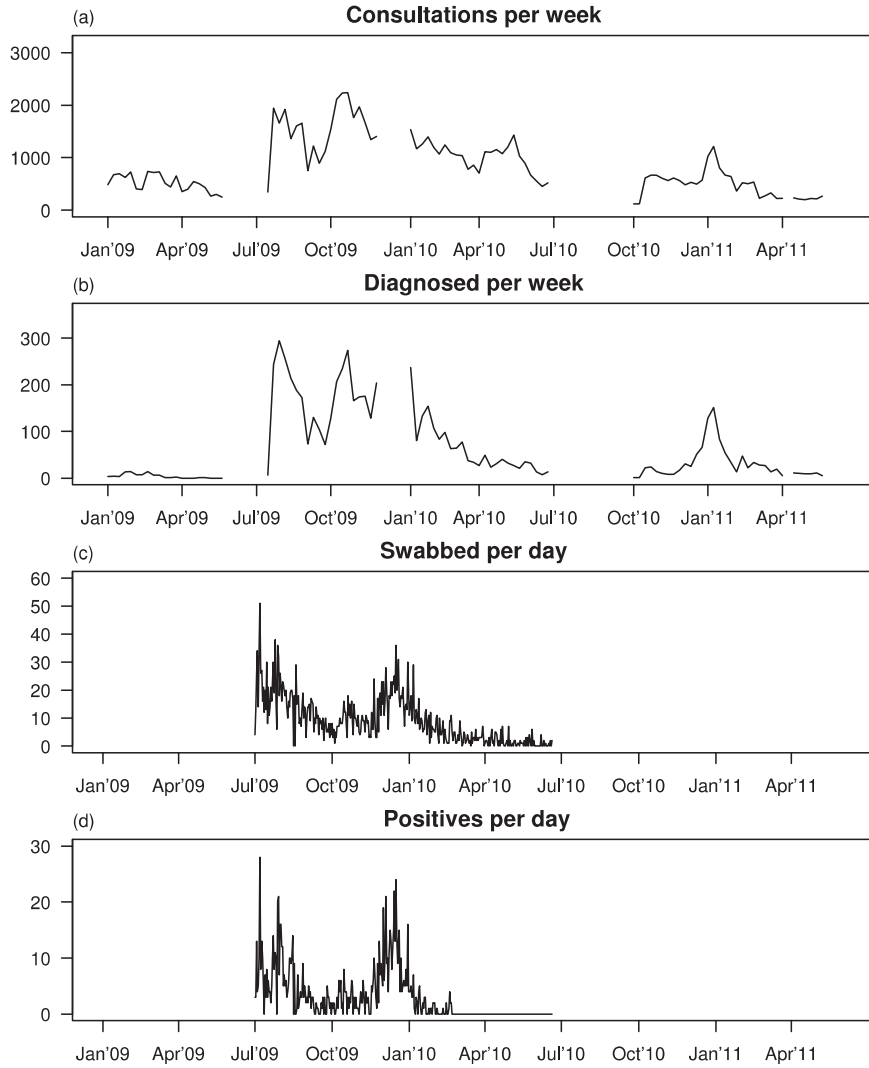 (a) Consultations per week
3000
2000
1000
0
Jan'09 Apr'09 Jul'09 Oct'09 Jan'10 Apr'10 Jul'10 Oct'10 Jan'11 Apr'11
(b) Diagnosed per week
300
200
100
0
Jan'09 Apr'09 Jul'09 Oct'09 Jan'10 Apr'10 Jul'10 Oct'10 Jan'11 Apr'11
(c) Swabbed per day
60
50
40
30
20
10
0
Jan'09 Apr'09 Jul'09 Oct'09 Jan'10 Apr'10 Jul'10 Oct'10 Jan'11 Apr'11
(d) Positives per day
30
20
10
0
Jan'09 Apr'09 Jul'09 Oct'09 Jan'10 Apr'10 Jul'10 Oct'10 Jan'11 Apr'11